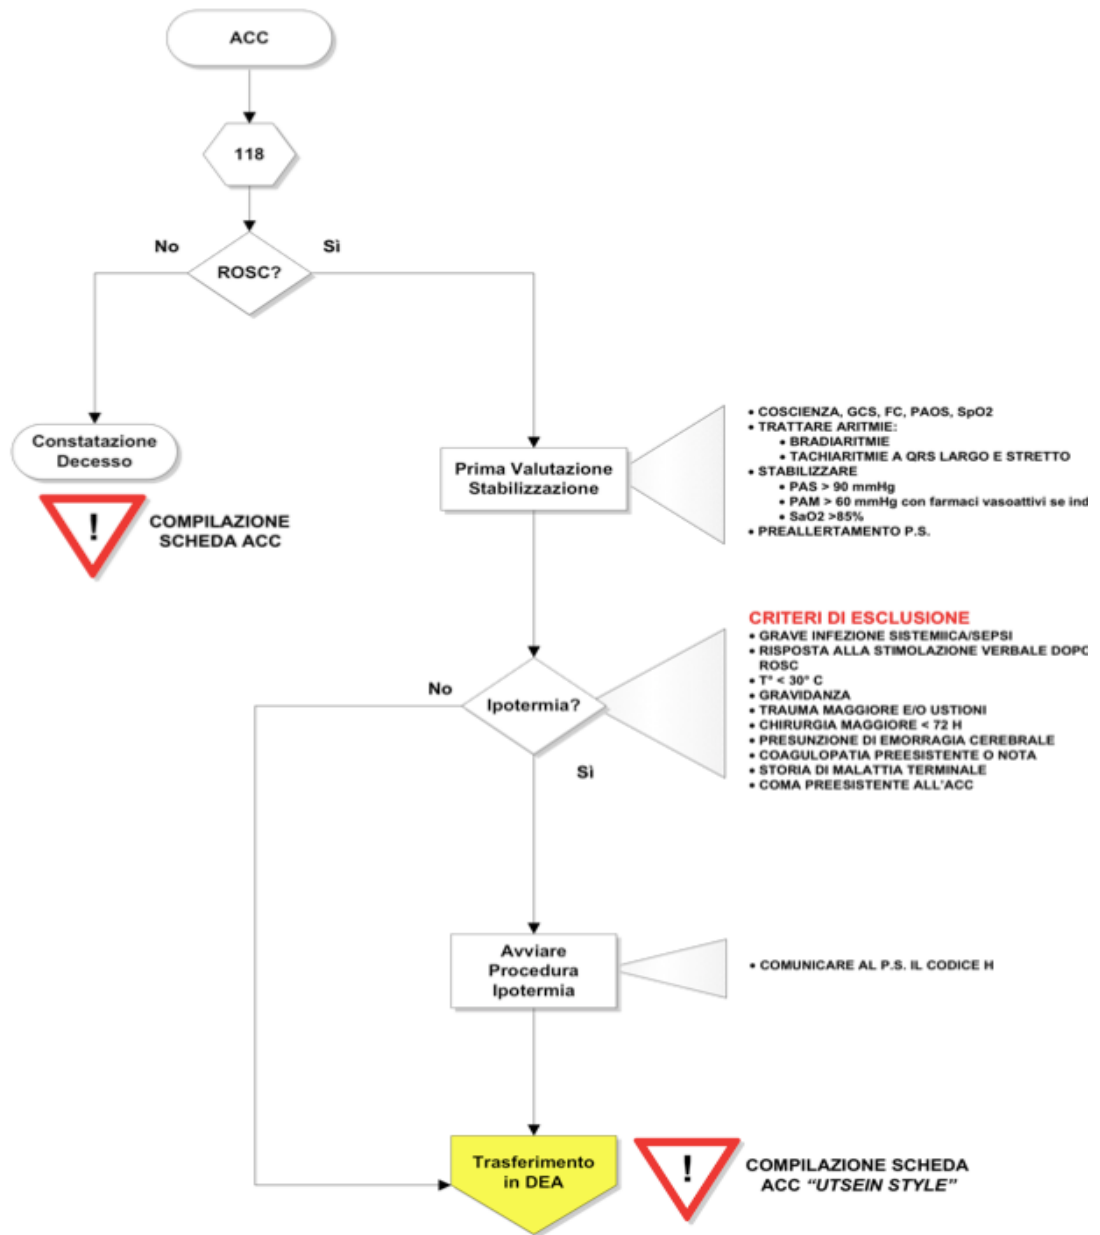 ACC
118
No
Sì
ROSC?
Constatazione
Decesso
COMPILAZIONE
SCHEDA ACC
!
Prima Valutazione
Stabilizzazione
• COSCIENZA, GCS, FC, PAOS, SpO2
• TRATTARE ARITMIE:
• BRADIARITMIE
• TACHIARITMIE A QRS LARGO E STRETTO
• STABILIZZARE
• PAS > 90 mmHg
• PAM > 60 mmHg con farmaci vasoattivi se ind
• SaO2 >85%
• PREALLERTAMENTO P.S.
No
Ipotermia?
Sì
CRITERI DI ESCLUSIONE
• GRAVE INFEZIONE SISTEMIICA/SEPSI
• RISPOSTA ALLA STIMOLAZIONE VERBALE DOPO
ROSC
• T° < 30° C
• GRAVIDANZA
• TRAUMA MAGGIORE E/O USTIONI
• CHIRURGIA MAGGIORE < 72 H
• PRESUNZIONE DI EMORRAGIA CEREBRALE
• COAGULOPATIA PREESISTENTE O NOTA
• STORIA DI MALATTIA TERMINALE
• COMA PREESISTENTE ALL'ACC
Avviare
Procedura
Ipotermia
• COMUNICARE AL P.S. IL CODICE H
Trasferimento
in DEA
!
COMPILAZIONE SCHEDA
ACC “UTSEIN STYLE”